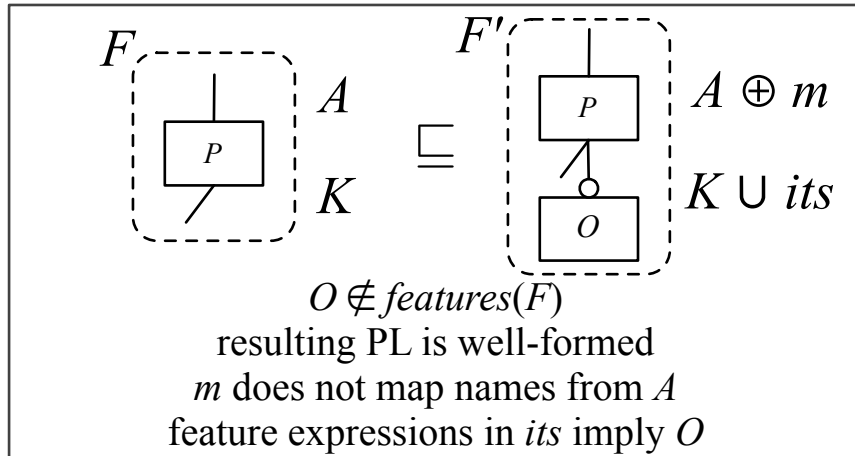 F
A
P
K
⊑
F'
A ⊕ m
P
K ∪ its
O
O ∉ features(F)
resulting PL is well-formed
m does not map names from A
feature expressions in its imply O